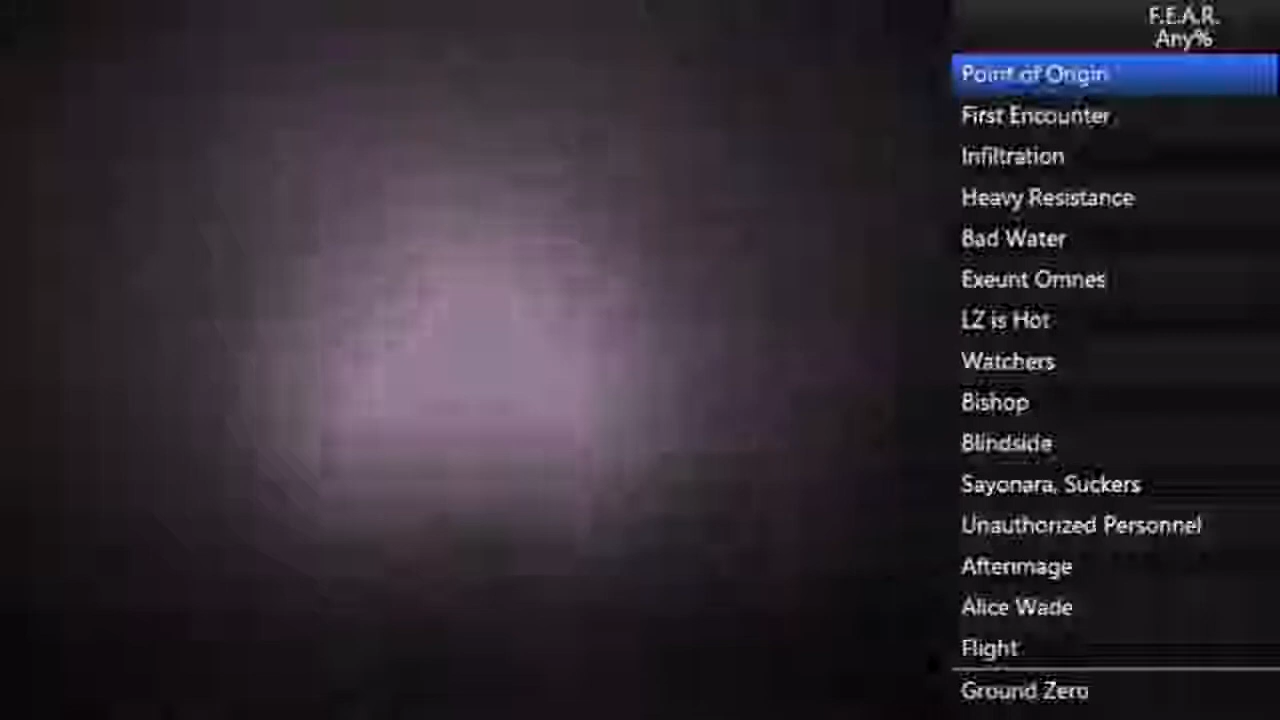 F.E.A.R.
Any%
Point of Origin
First Encounter
Infiltration
Heavy Resistance
Bad Water
Exeunt Omnes
LZ is Hot
Watchers
Bishop
Blindside
Sayonara, Suckers
Unauthorized Personnel
Afterimage
Alice Wade
Flight
Ground Zero